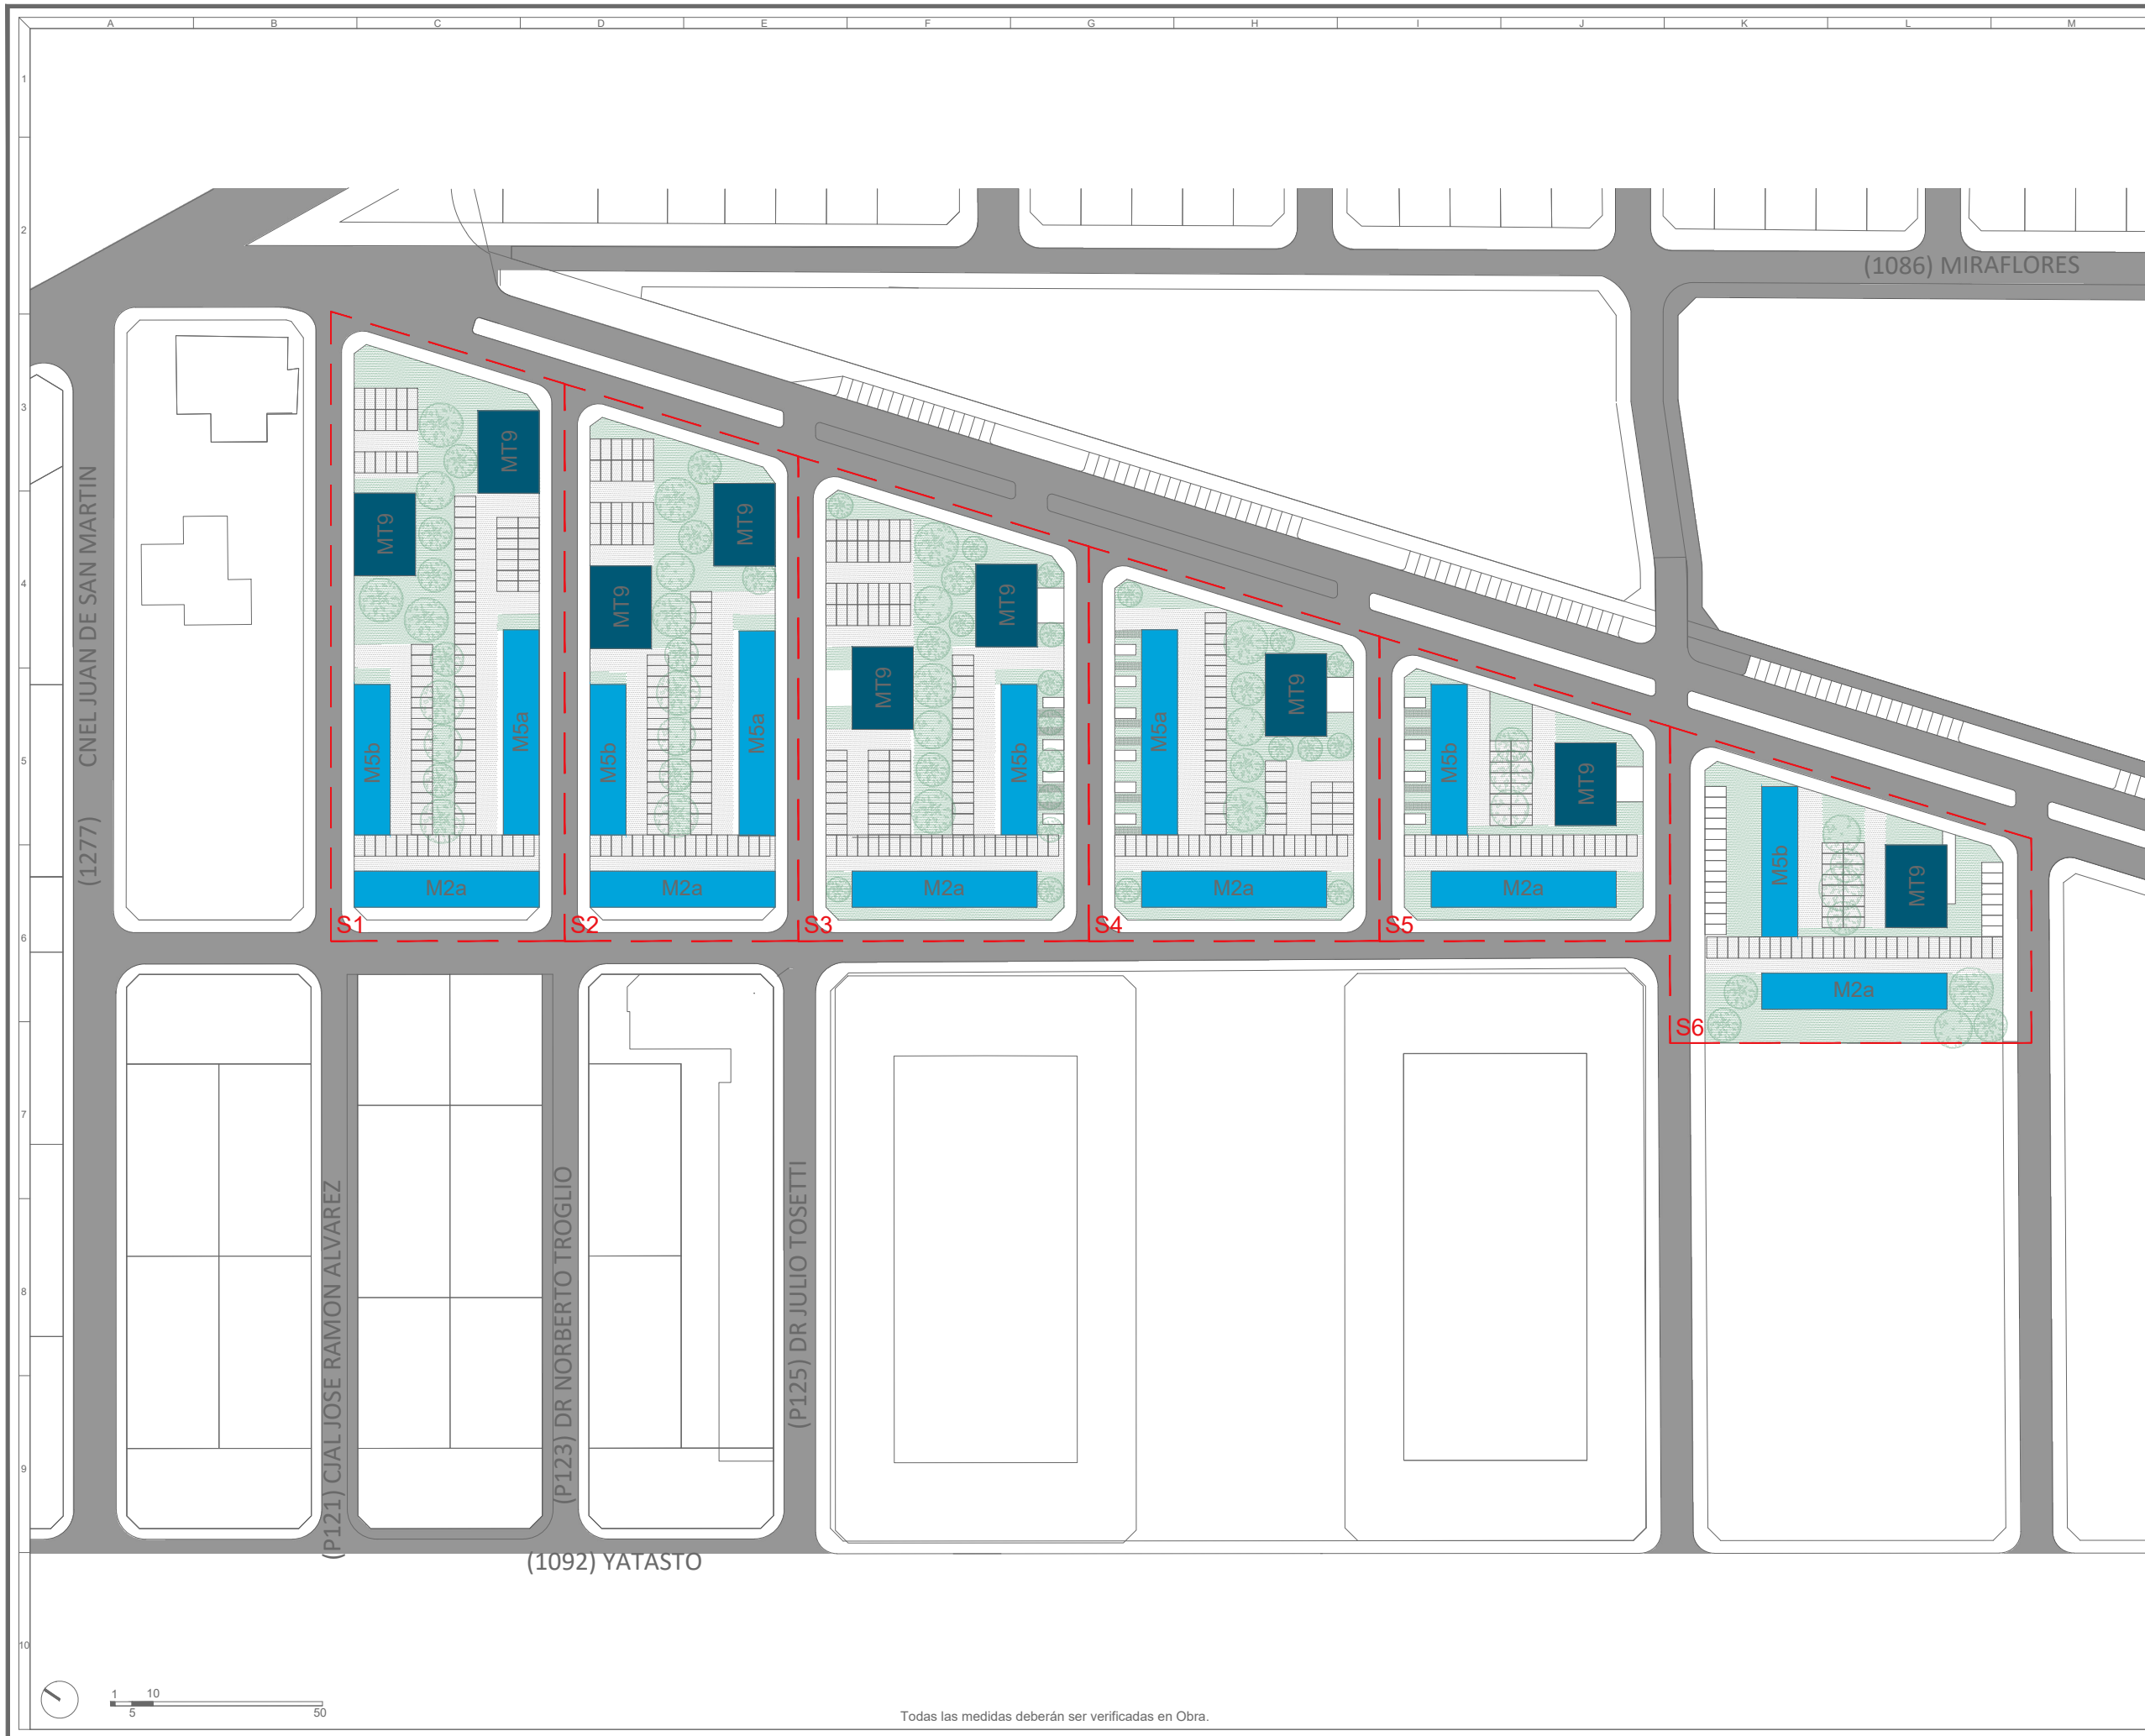 A B C D E F G H I J K L M
1
2
(1086) MIRAFLORES
3
MT9
MT9
MT9
CNEL JUAN DE SAN MARTIN
(1277)
4
MT9
MT9
MT9
MT9
MT9
MT9
5
M5b
M5a
M5b
M5a
M5b
M5a
M5b
M5b
M2a
M2a
M2a
M2a
M2a
S1
S2
S3
S4
S5
6
M2a
S6
7
(P121) CJAL JOSE RAMON ALVAREZ
(P123) DR NORBERTO TROGLIO
(P125) DR JULIO TOSETTI
8
9
(1092) YATASTO
10
1 10
5 50
Todas las medidas deberán ser verificadas en Obra.